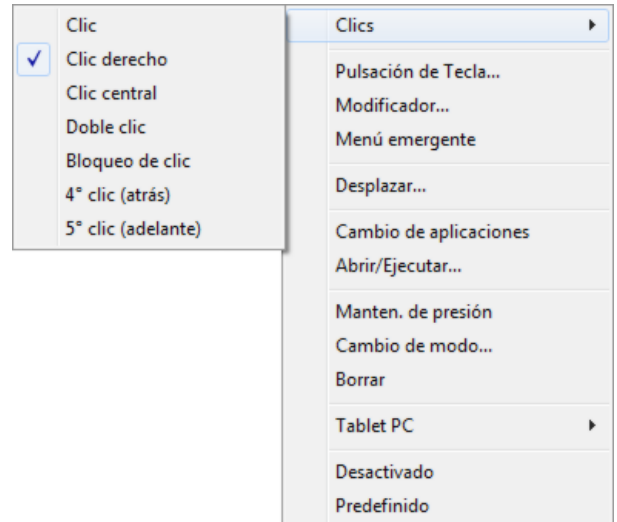 Clic
Clic derecho
Clic central
Doble clic
Bloqueo de clic
4° clic (atrás)
5° clic (adelante)
Clics
Pulsación de Tecla...
Modificador...
Menú emergente
Desplazar...
Cambio de aplicaciones
Abrir/Ejecutar...
Manten. de presión
Cambio de modo...
Borrar
Tablet PC
Desactivado
Predefinido